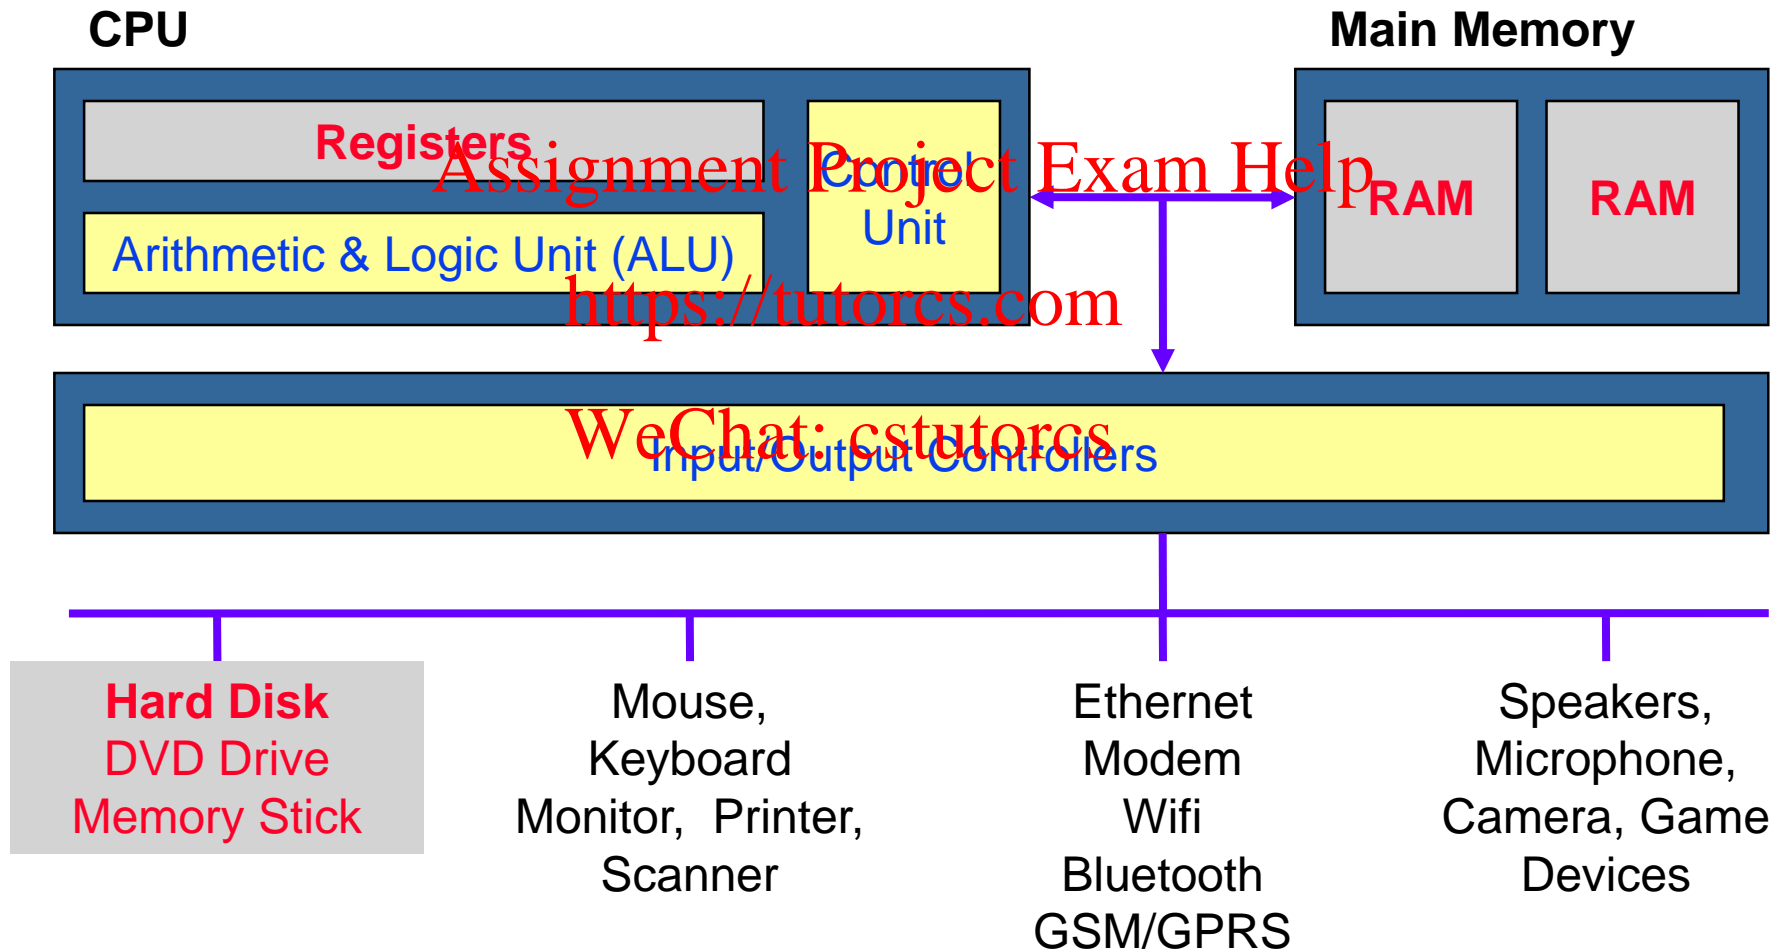 CPU
Main Memory
Registers
Arithmetic & Logic Unit (ALU)
Control
Unit
RAM
RAM
Assignment Project Exam Help
https://tutorcs.com
WeChat: cstutorcs
Input/Output Controllers
Hard Disk
DVD Drive
Memory Stick
Mouse,
Keyboard
Monitor, Printer,
Scanner
Ethernet
Modem
Wifi
Bluetooth
GSM/GPRS
Speakers,
Microphone,
Camera, Game
Devices